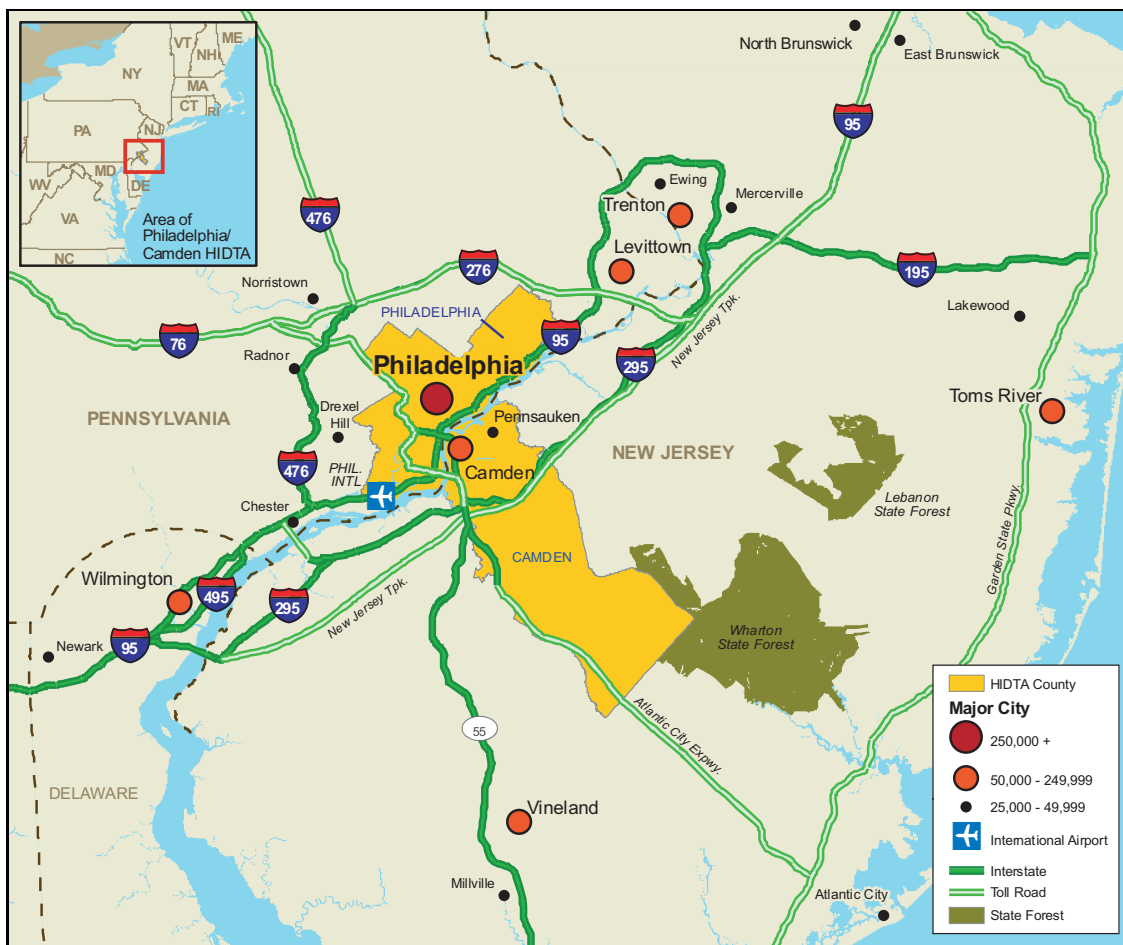 VT
NH
ME
NY
MA
CT
RI
PA
NJ
MD
WV
DE
VA
NC
Area of
Philadelphia/
Camden HIDTA
North Brunswick
East Brunswick
95
476
Ewing
Trenton
Mercerville
Levittown
276
195
Norristown
PHILADELPHIA
New Jersey Tpk.
Lakewood
76
95
295
Radnor
Philadelphia
Toms River
PENNSYLVANIA
Drexel
Hill
Pennsauken
NEW JERSEY
476
PHIL.
INTL.
Camden
Lebanon
State Forest
Chester
CAMDEN
Garden State Pkwy.
Wilmington
495
295
New Jersey Tpk.
Newark
95
Wharton
State Forest
55
Atlantic City Expwy.
DELAWARE
Vineland
Millville
Atlantic City
HIDTA County
Major City
250,000 +
50,000 - 249,999
25,000 - 49,999
International Airport
Interstate
Toll Road
State Forest